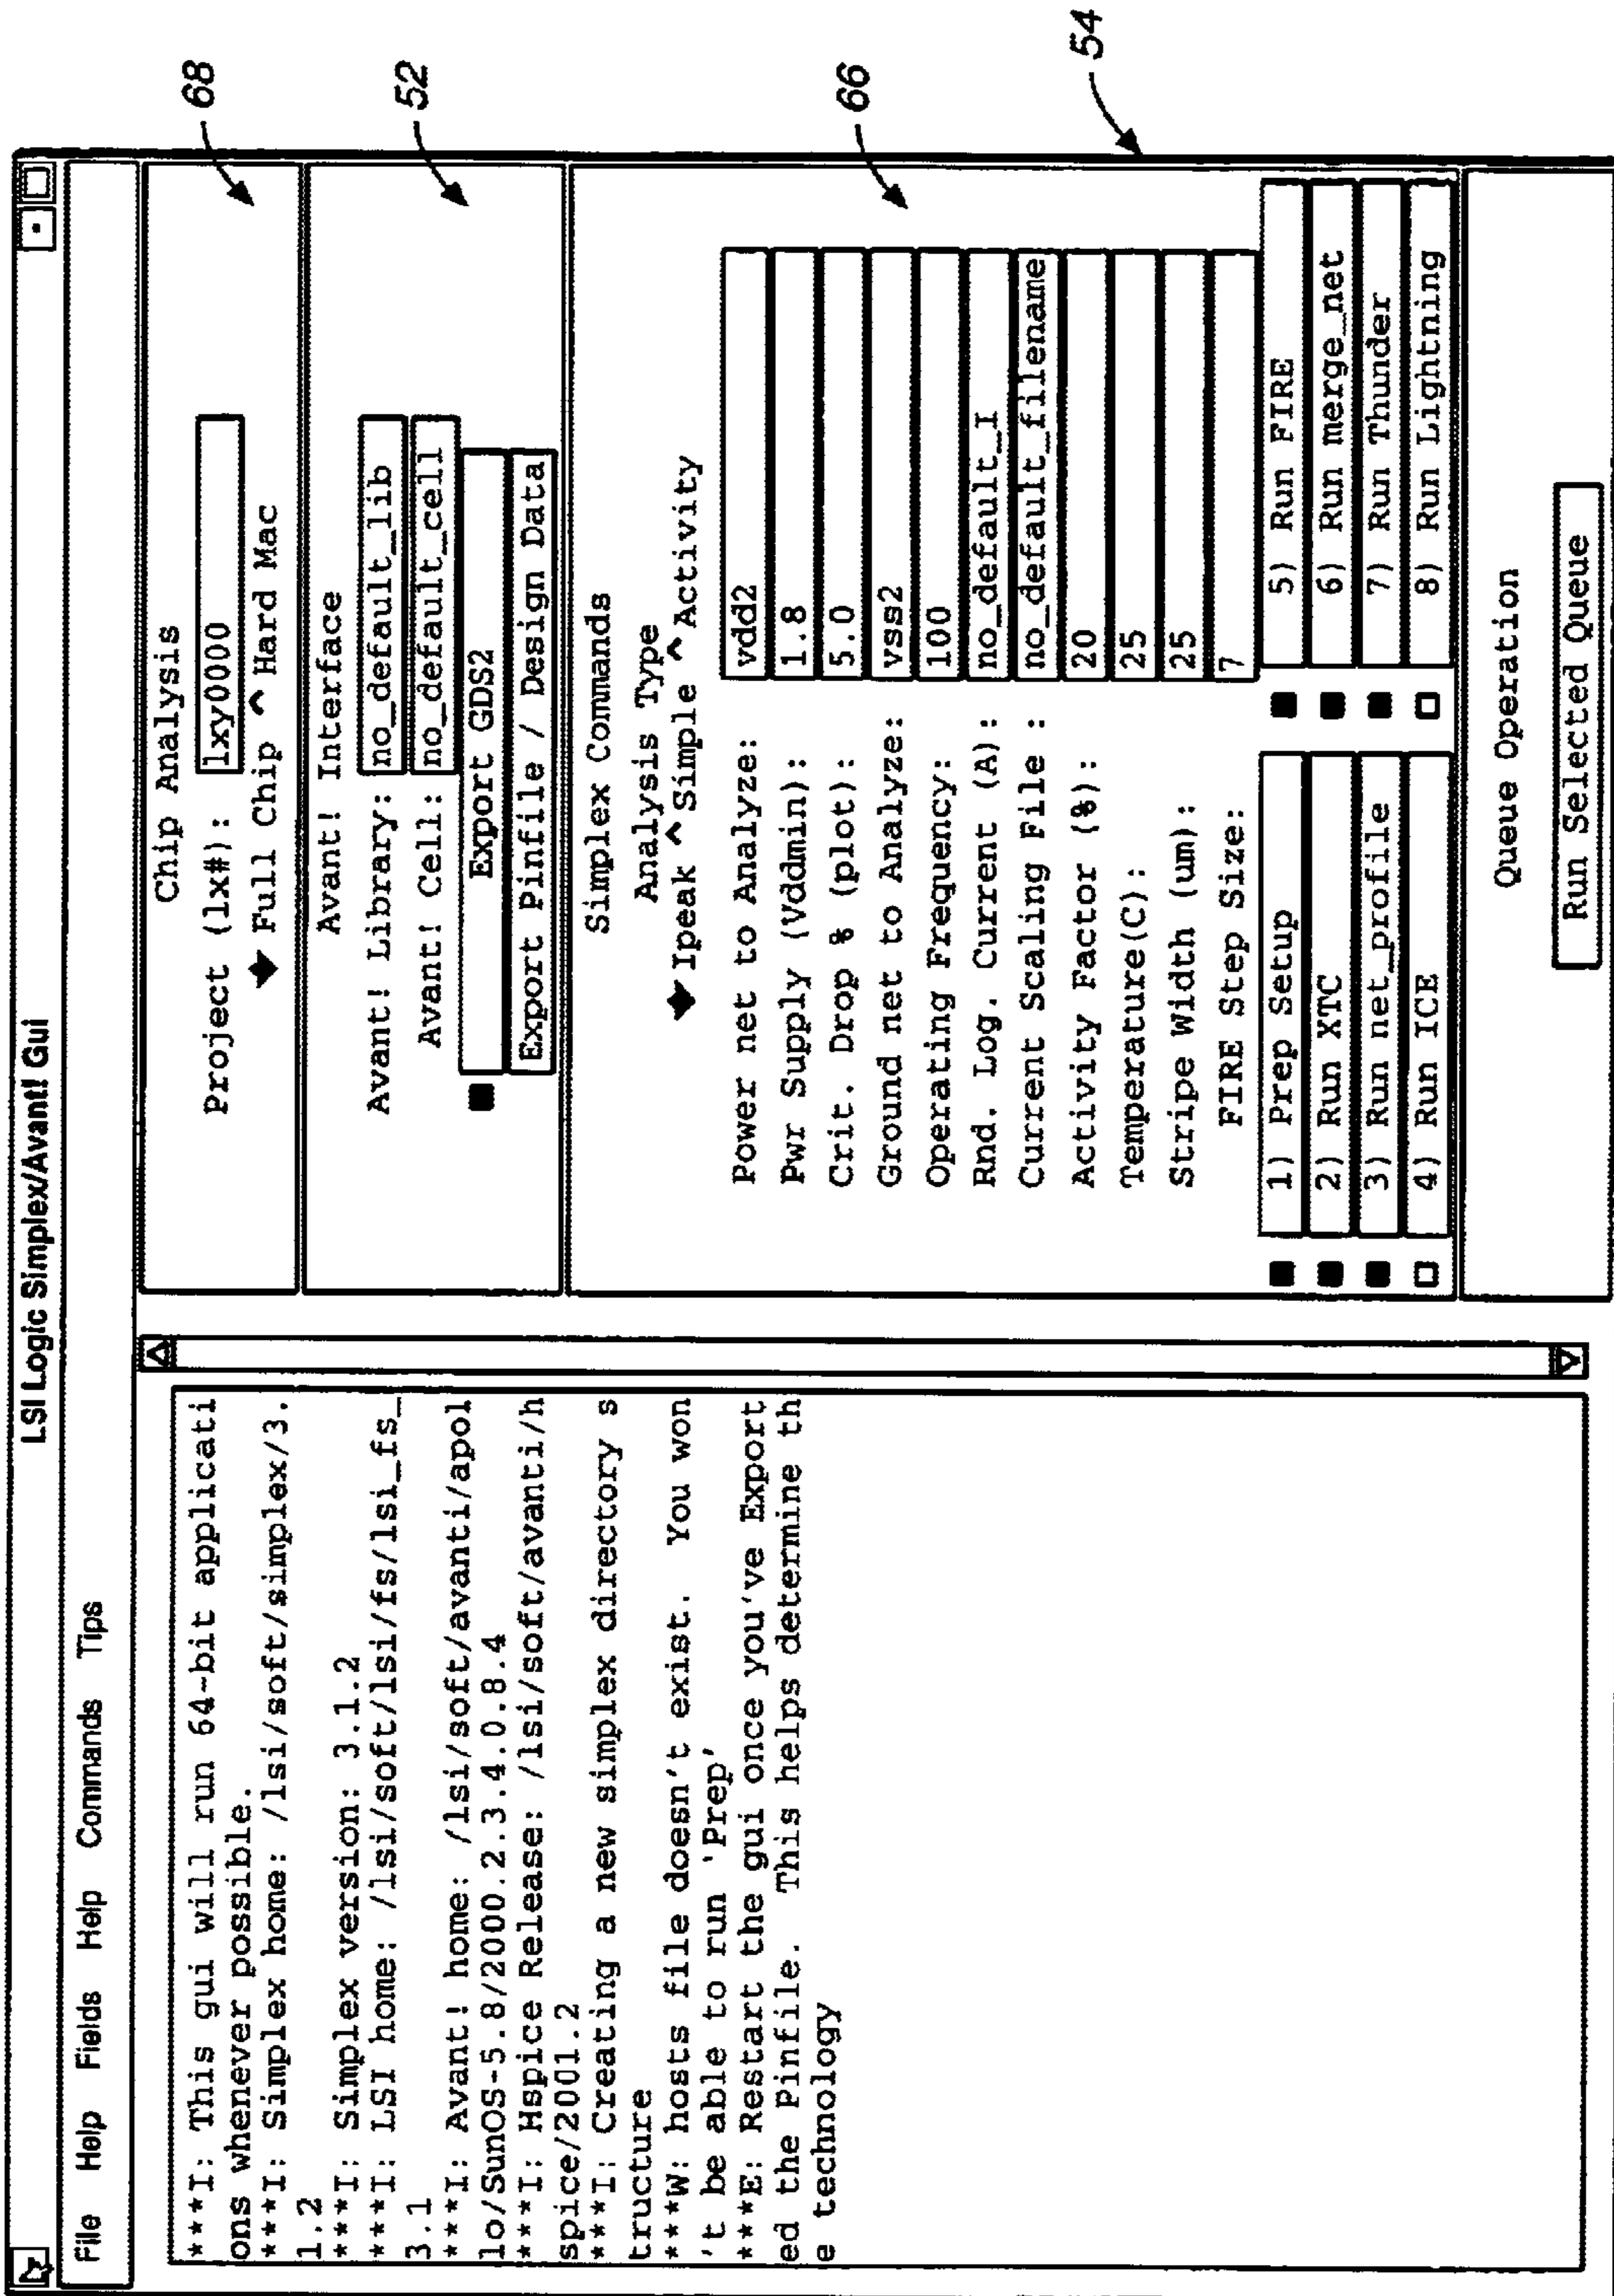 LSI Logic Simplex/Avant! Gui
File Help Fields Help Commands Tips
***I: This gui will run 64-bit applicati
ons whenever possible.
***I: Simplex home: /lsi/soft/simplex/3.
1.2
***I: Simplex version: 3.1.2
***I: LSI home: /lsi/soft/lsi/fs/lsi_fs_
3.1
***I: Avant! home: /lsi/soft/avanti/apol
lo/SunOS-5.8/2000.2.3.4.0.8.4
***I: Hspice Release: /lsi/soft/avanti/h
spice/2001.2
***I: Creating a new simplex directory s
tructure
***W: hosts file doesn't exist. You won
't be able to run 'Prep'
***E: Restart the gui once you've Export
ed the Pinfile. This helps determine th
e technology
Chip Analysis
Project (lx#): lxy0000
Full Chip ^ Hard Mac
68
Avant! Interface
Avant! Library: no_default_lib
Avant! Cell: no_default_cell
Export GDS2
Export Pinfile / Design Data
52
Simplex Commands
Analysis Type
Ipeak ^ Simple ^ Activity
Power net to Analyze: vdd2
Pwr Supply (Vddmin): 1.8
Crit. Drop % (plot): 5.0
Ground net to Analyze: vss2
Operating Frequency: 100
Rnd. Log. Current (A): no_default_I
Current Scaling File : no_default_filename
Activity Factor (%): 20
Temperature(C): 25
Stripe Width (um): 25
FIRE Step Size: 7
66
1) Prep Setup 5) Run FIRE
2) Run XTC 6) Run merge_net
3) Run net_profile 7) Run Thunder
4) Run ICE 8) Run Lightning
54
Queue Operation
Run Selected Queue